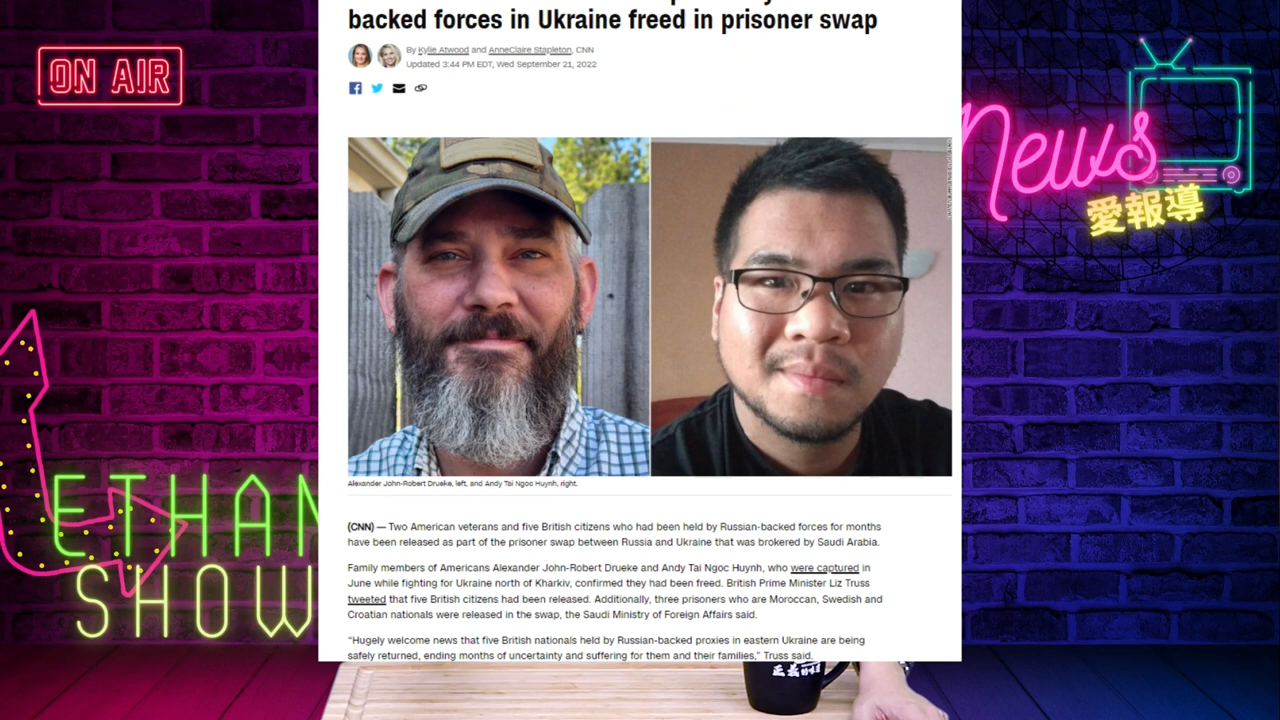 ON AIR
backed forces in Ukraine freed in prisoner swap
By Kylie Atwood and AnneClaire Stapleton, CNN
Updated 3:44 PM EDT, Wed September 21, 2022
News
愛報導
Alexander John-Robert Drueke, left, and Andy Tai Ngoc Huynh, right.
(CNN) — Two American veterans and five British citizens who had been held by Russian-backed forces for months
have been released as part of the prisoner swap between Russia and Ukraine that was brokered by Saudi Arabia.
Family members of Americans Alexander John-Robert Drueke and Andy Tai Ngoc Huynh, who were captured in
June while fighting for Ukraine north of Kharkiv, confirmed they had been freed. British Prime Minister Liz Truss
tweeted that five British citizens had been released. Additionally, three prisoners who are Moroccan, Swedish and
Croatian nationals were released in the swap, the Saudi Ministry of Foreign Affairs said.
“Hugely welcome news that five British nationals held by Russian-backed proxies in eastern Ukraine are being
safely returned, ending months of uncertainty and suffering for them and their families,” Truss said.
ETHAN
SHOW